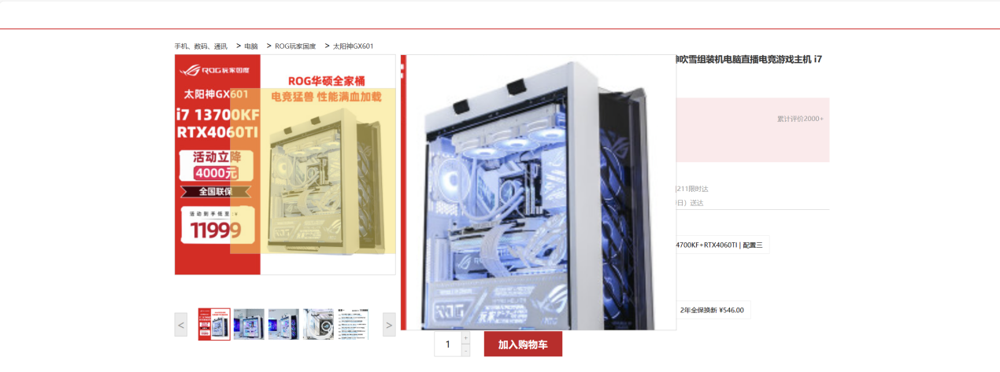 手机、数码、通讯 > 电脑 > ROG玩家国度 > 太阳神GX601
ROG玩家国度
太阳神GX601
i7 13700KF
RTX4060TI
活动立降
4000元
全国联保
活动到手低至:¥
11999
ROG华硕全家桶
电竞猛兽 性能满血加载
吹雪组装机电脑直播电竞游戏主机 i7
累计评价2000+
211限时达
日）送达
4700KF+RTX4060TI | 配置三
2年全保换新 ¥546.00
<
>
1
+
-
加入购物车